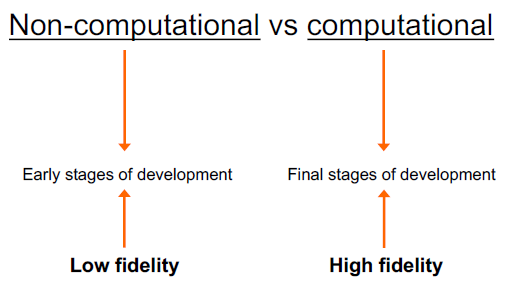 Non-computational vs computational
Early stages of development
Final stages of development
Low fidelity
High fidelity